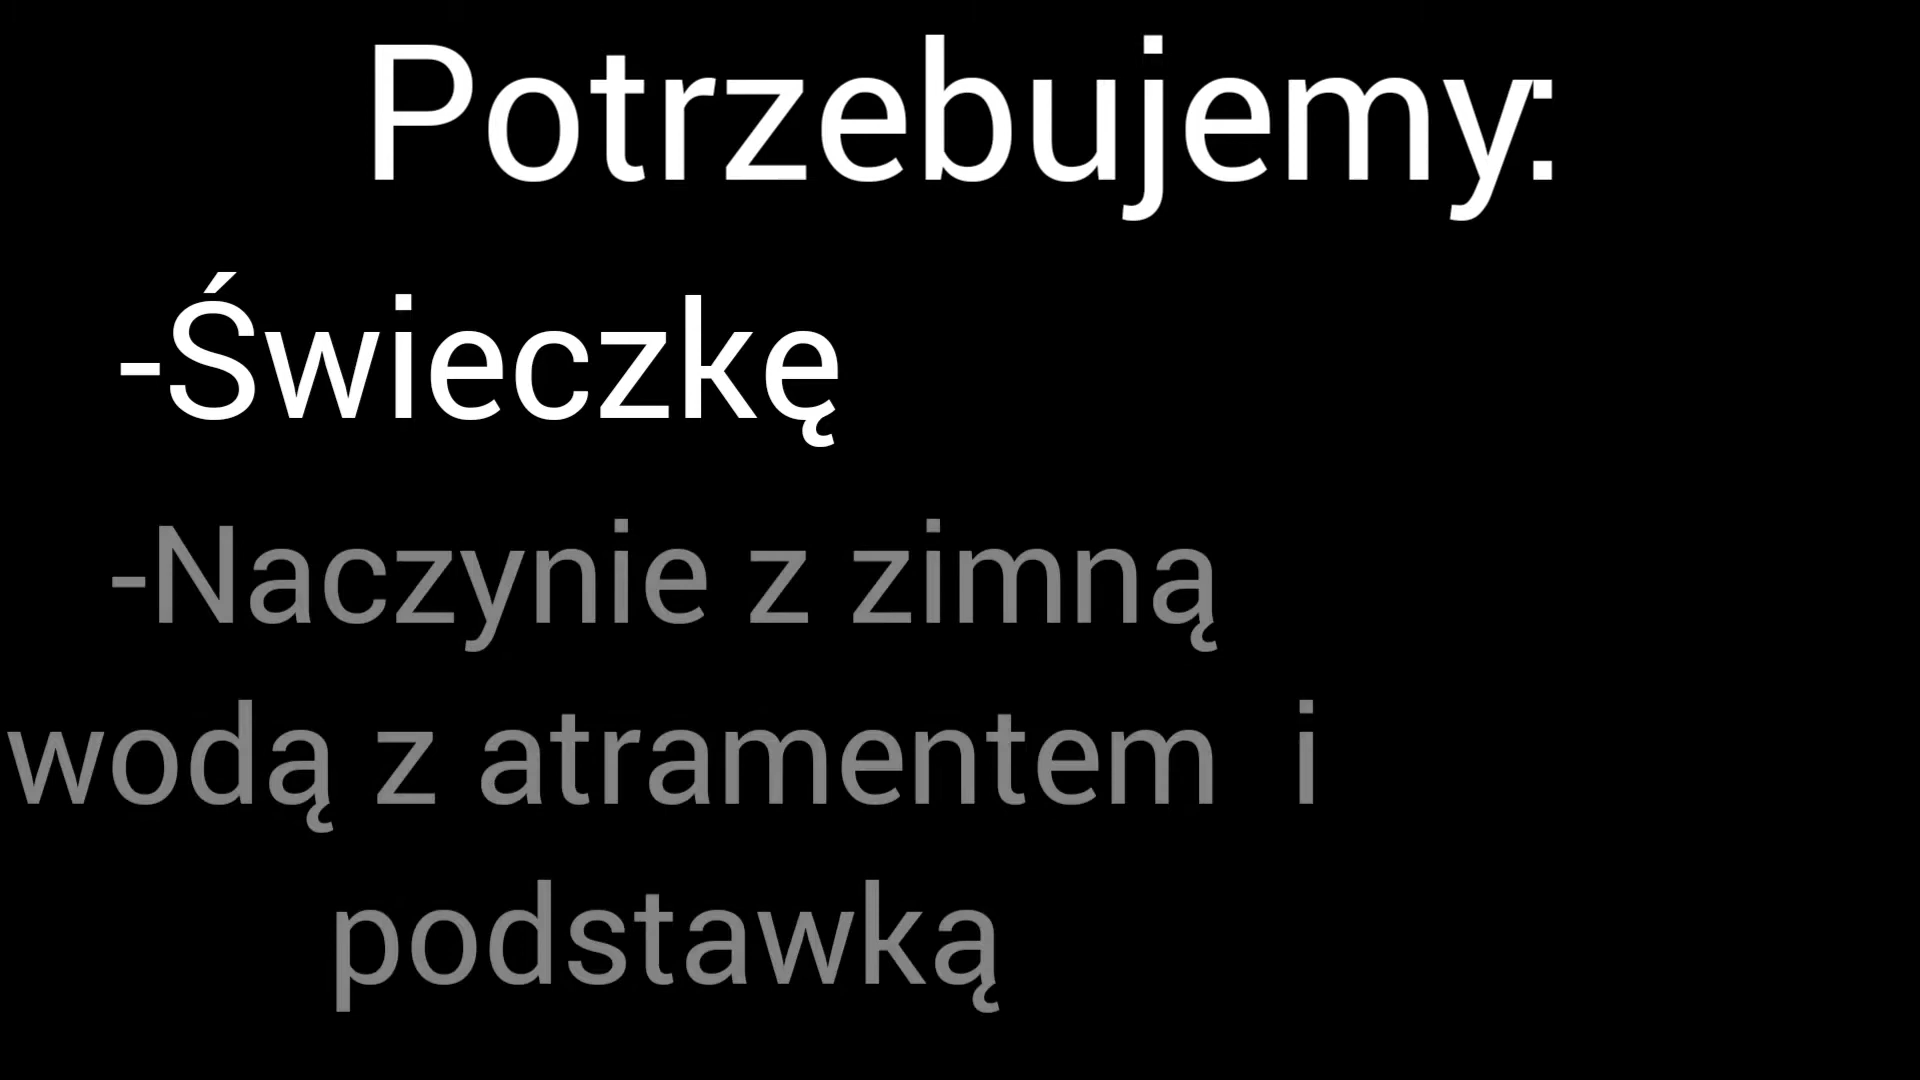 Potrzebujemy:
-Świeczkę
-Naczynie z zimną
wodą z atramentem i
podstawką